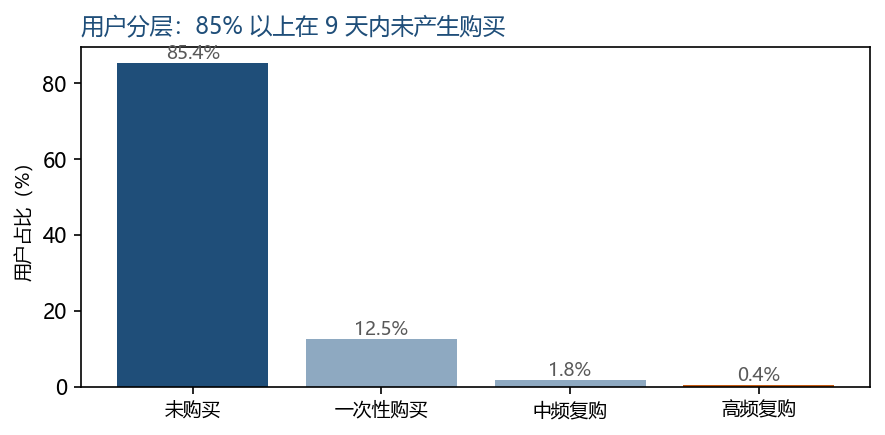 用户分层：85% 以上在 9 天内未产生购买
用户占比（%）
80
60
40
20
0
85.4%
12.5%
1.8%
0.4%
未购买
一次性购买
中频复购
高频复购